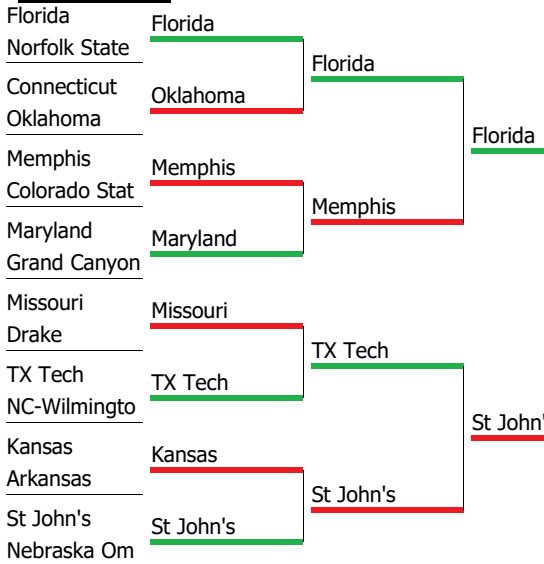 Florida
Norfolk State
Connecticut
Oklahoma
Memphis
Colorado Stat
Maryland
Grand Canyon
Missouri
Drake
TX Tech
NC-Wilmingto
Kansas
Arkansas
St John's
Nebraska Om
Florida
Oklahoma
Memphis
Maryland
Missouri
TX Tech
Kansas
St John's
Florida
Memphis
TX Tech
St John's
Florida
St John'